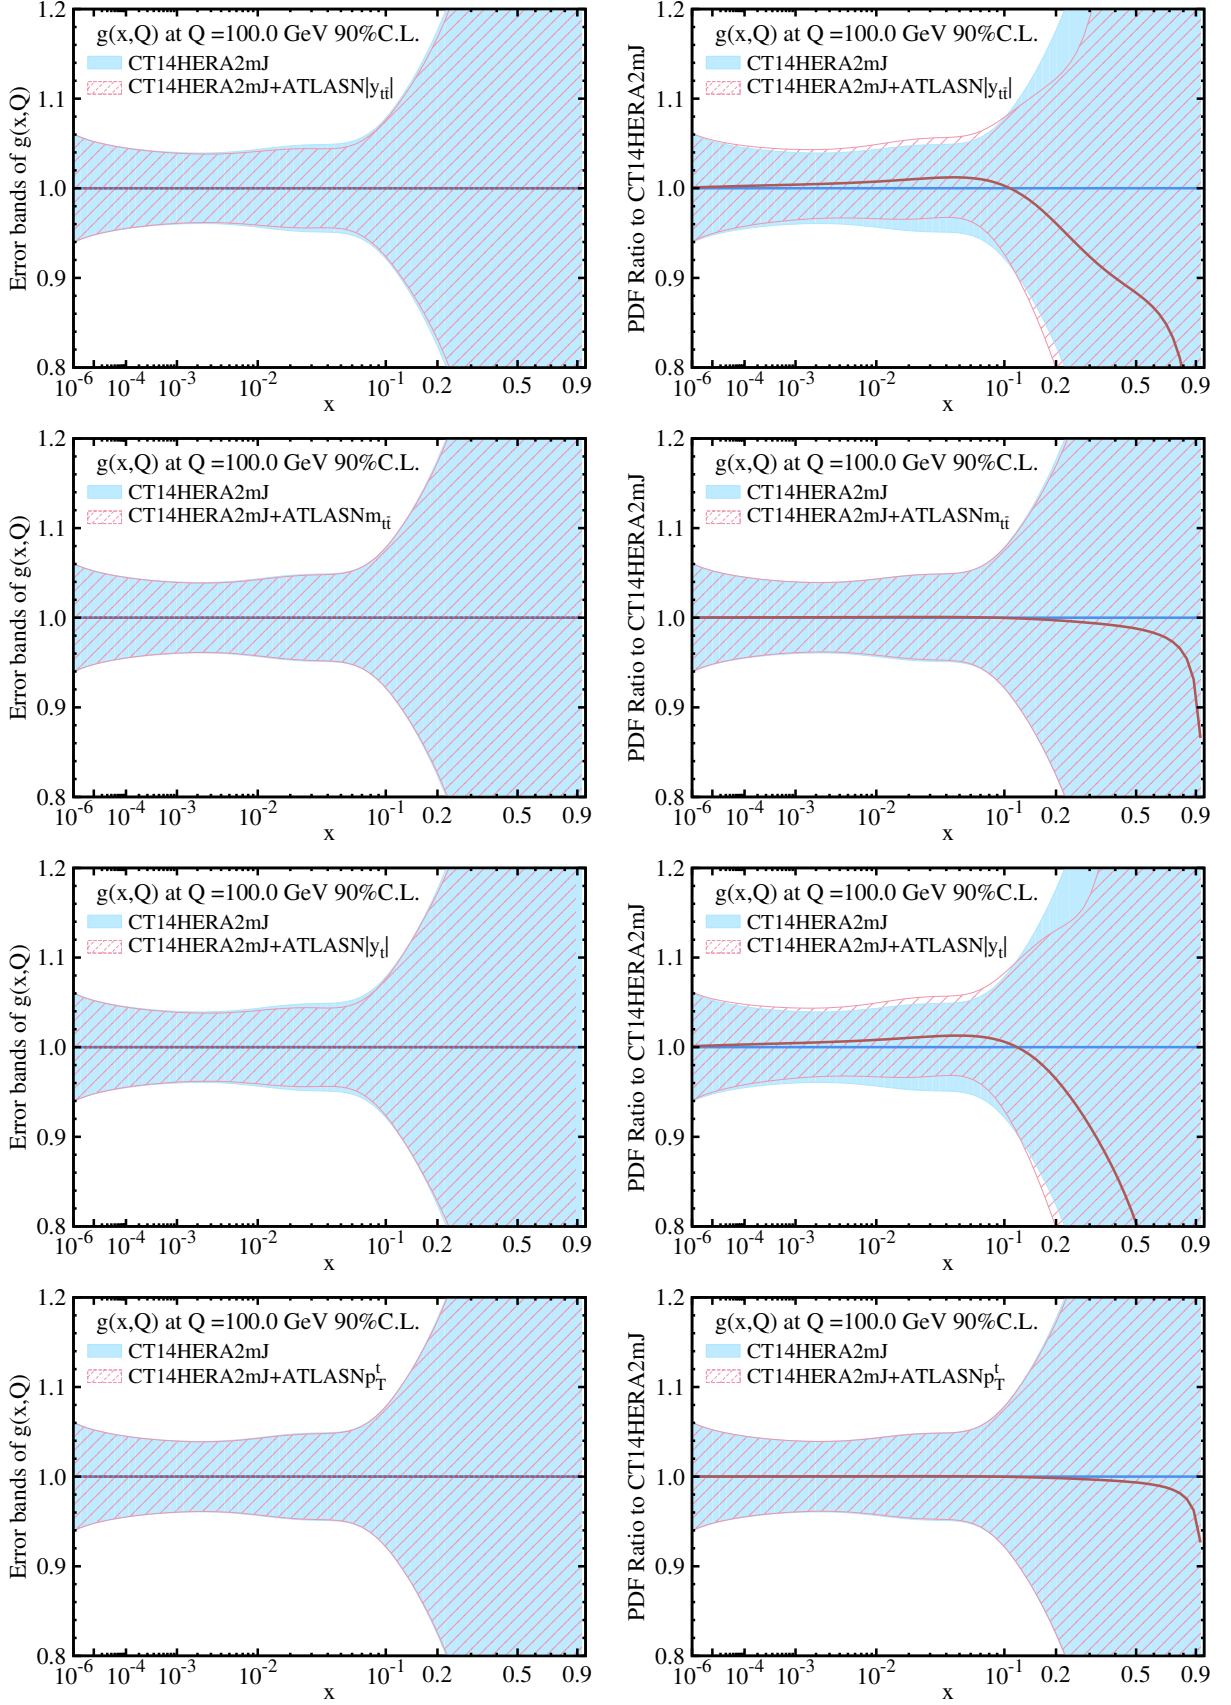 g(x,Q) at Q =100.0 GeV 90%C.L.
CT14HERA2mJ
CT14HERA2mJ+ATLASN|y_{tt̄}|
Error bands of g(x,Q)
1.2
1.1
1.0
0.9
0.8
10^{-6} 10^{-4} 10^{-3} 10^{-2} 10^{-1} 0.2 0.5 0.9
x
g(x,Q) at Q =100.0 GeV 90%C.L.
CT14HERA2mJ
CT14HERA2mJ+ATLASN|y_{tt̄}|
PDF Ratio to CT14HERA2mJ
1.2
1.1
1.0
0.9
0.8
10^{-6} 10^{-4} 10^{-3} 10^{-2} 10^{-1} 0.2 0.5 0.9
x
g(x,Q) at Q =100.0 GeV 90%C.L.
CT14HERA2mJ
CT14HERA2mJ+ATLASNm_{tt̄}
Error bands of g(x,Q)
1.2
1.1
1.0
0.9
0.8
10^{-6} 10^{-4} 10^{-3} 10^{-2} 10^{-1} 0.2 0.5 0.9
x
g(x,Q) at Q =100.0 GeV 90%C.L.
CT14HERA2mJ
CT14HERA2mJ+ATLASNm_{tt̄}
PDF Ratio to CT14HERA2mJ
1.2
1.1
1.0
0.9
0.8
10^{-6} 10^{-4} 10^{-3} 10^{-2} 10^{-1} 0.2 0.5 0.9
x
g(x,Q) at Q =100.0 GeV 90%C.L.
CT14HERA2mJ
CT14HERA2mJ+ATLASN|y_t|
Error bands of g(x,Q)
1.2
1.1
1.0
0.9
0.8
10^{-6} 10^{-4} 10^{-3} 10^{-2} 10^{-1} 0.2 0.5 0.9
x
g(x,Q) at Q =100.0 GeV 90%C.L.
CT14HERA2mJ
CT14HERA2mJ+ATLASN|y_t|
PDF Ratio to CT14HERA2mJ
1.2
1.1
1.0
0.9
0.8
10^{-6} 10^{-4} 10^{-3} 10^{-2} 10^{-1} 0.2 0.5 0.9
x
g(x,Q) at Q =100.0 GeV 90%C.L.
CT14HERA2mJ
CT14HERA2mJ+ATLASNp_T^t
Error bands of g(x,Q)
1.2
1.1
1.0
0.9
0.8
10^{-6} 10^{-4} 10^{-3} 10^{-2} 10^{-1} 0.2 0.5 0.9
x
g(x,Q) at Q =100.0 GeV 90%C.L.
CT14HERA2mJ
CT14HERA2mJ+ATLASNp_T^t
PDF Ratio to CT14HERA2mJ
1.2
1.1
1.0
0.9
0.8
10^{-6} 10^{-4} 10^{-3} 10^{-2} 10^{-1} 0.2 0.5 0.9
x